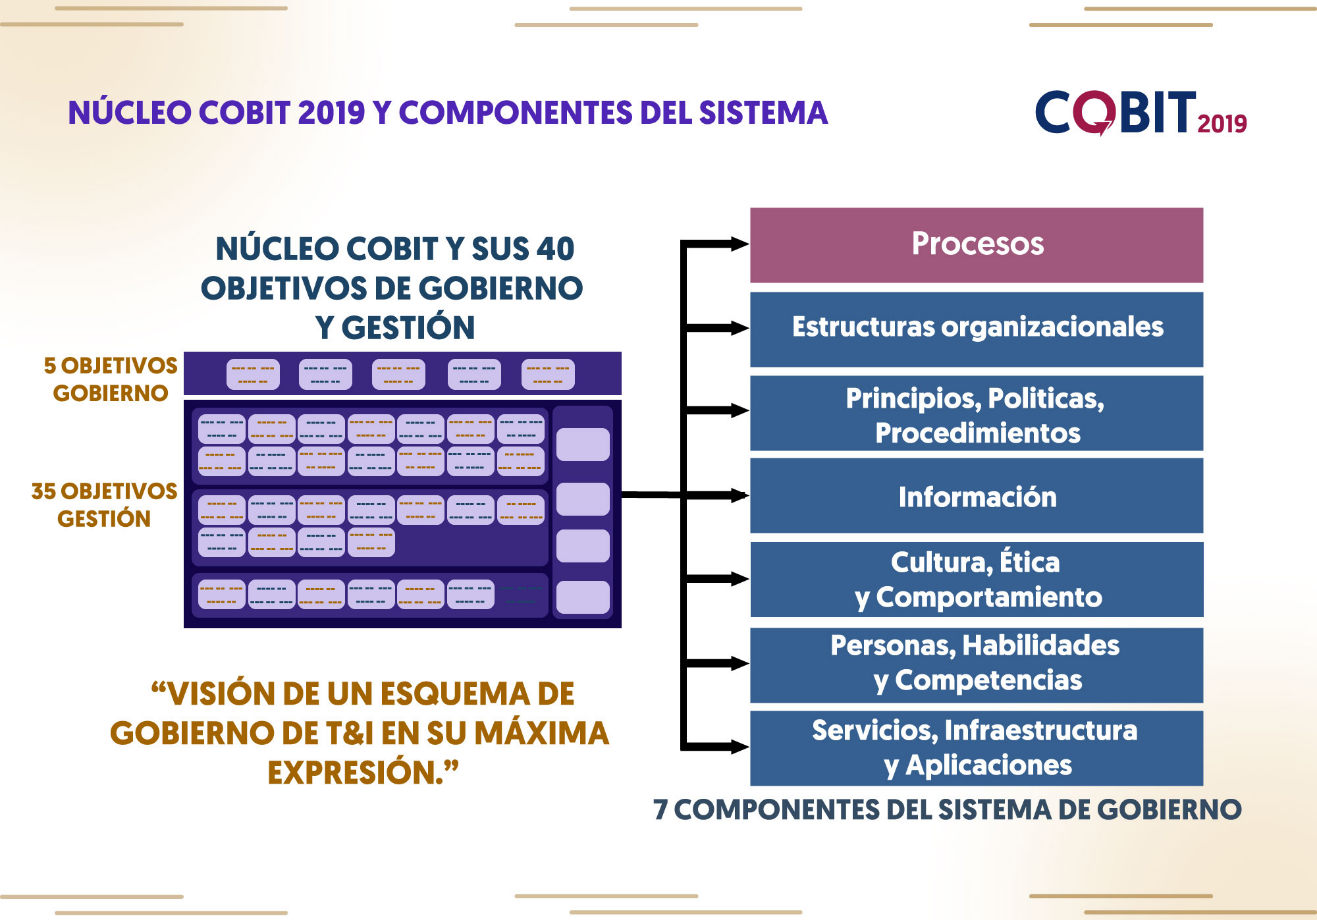 NÚCLEO COBIT 2019 Y COMPONENTES DEL SISTEMA
COBIT 2019
NÚCLEO COBIT Y SUS 40
OBJETIVOS DE GOBIERNO
Y GESTIÓN
5 OBJETIVOS
GOBIERNO
35 OBJETIVOS
GESTIÓN
“VISIÓN DE UN ESQUEMA DE
GOBIERNO DE T&I EN SU MÁXIMA
EXPRESIÓN.”
Procesos
Estructuras organizacionales
Principios, Politicas,
Procedimientos
Información
Cultura, Ética
y Comportamiento
Personas, Habilidades
y Competencias
Servicios, Infraestructura
y Aplicaciones
7 COMPONENTES DEL SISTEMA DE GOBIERNO